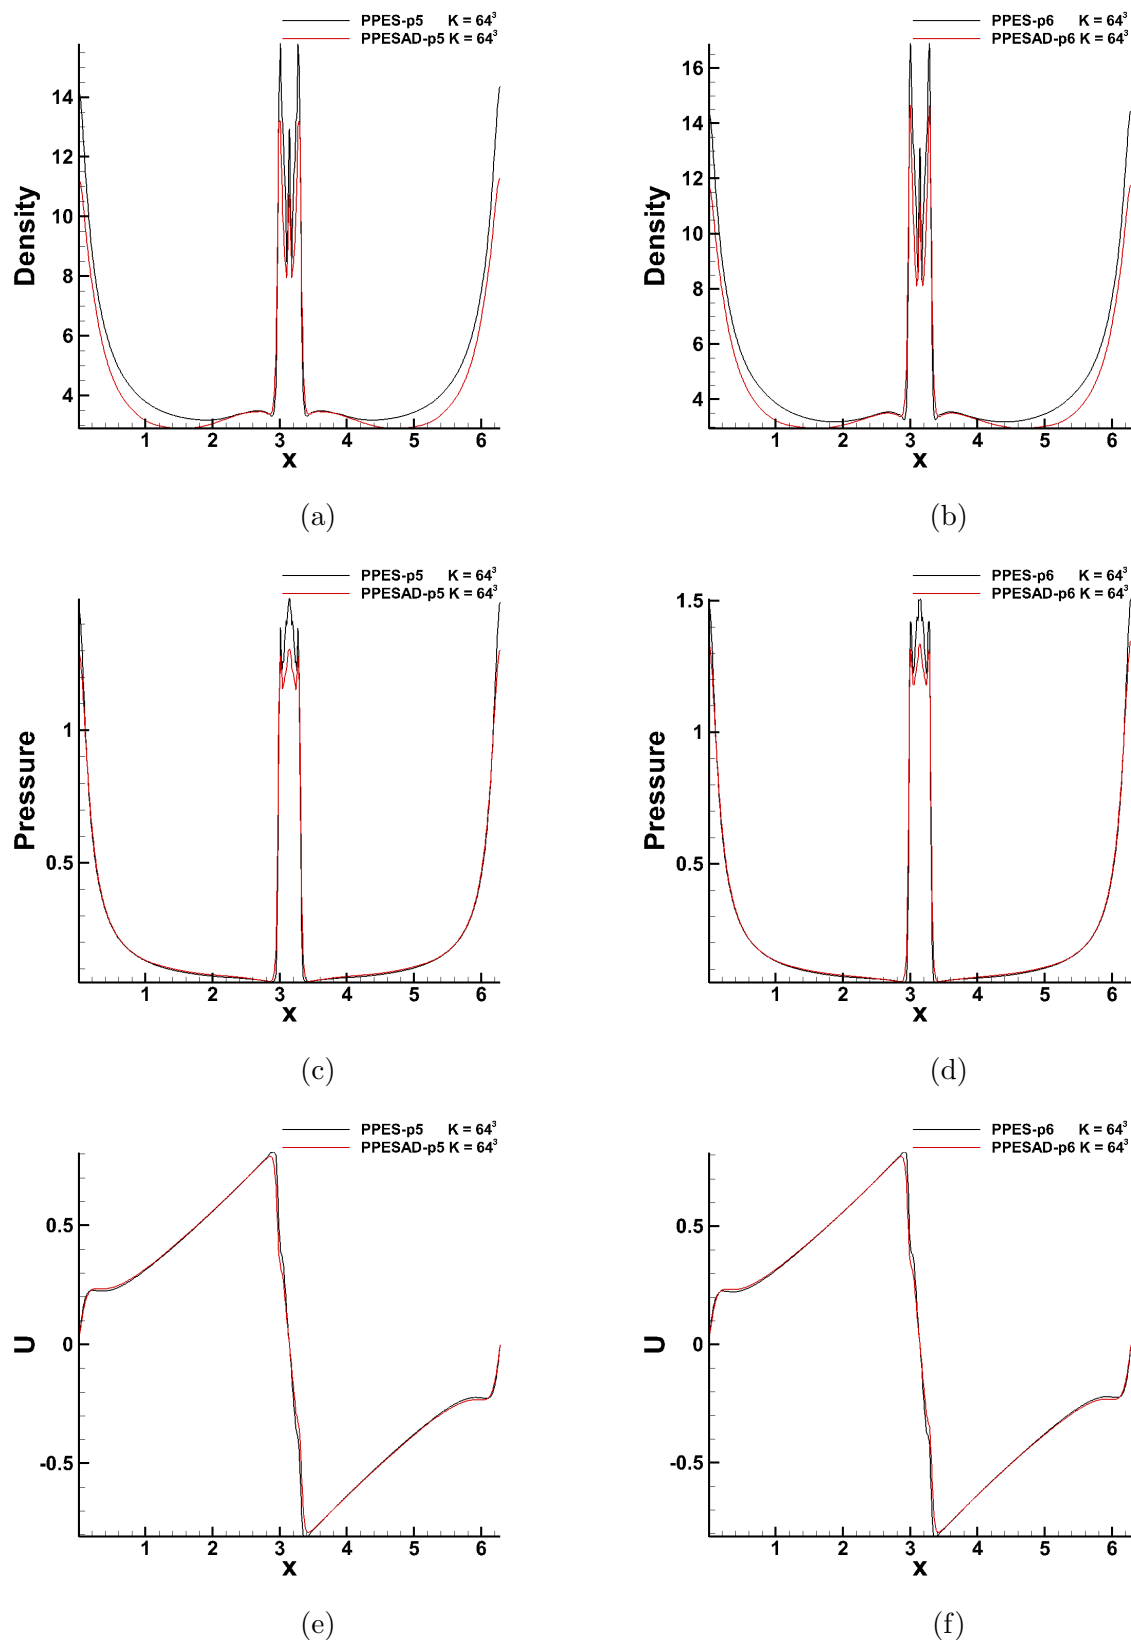 PPES-p5 K = 64³
PPESAD-p5 K = 64³
14
12
10
8
6
4
Density
1 2 3 4 5 6
x
(a)
PPES-p6 K = 64³
PPESAD-p6 K = 64³
16
14
12
10
8
6
4
Density
1 2 3 4 5 6
x
(b)
PPES-p5 K = 64³
PPESAD-p5 K = 64³
1
0.5
Pressure
1 2 3 4 5 6
x
(c)
PPES-p6 K = 64³
PPESAD-p6 K = 64³
1.5
1
0.5
Pressure
1 2 3 4 5 6
x
(d)
PPES-p5 K = 64³
PPESAD-p5 K = 64³
0.5
0
-0.5
U
1 2 3 4 5 6
x
(e)
PPES-p6 K = 64³
PPESAD-p6 K = 64³
0.5
0
-0.5
U
1 2 3 4 5 6
x
(f)